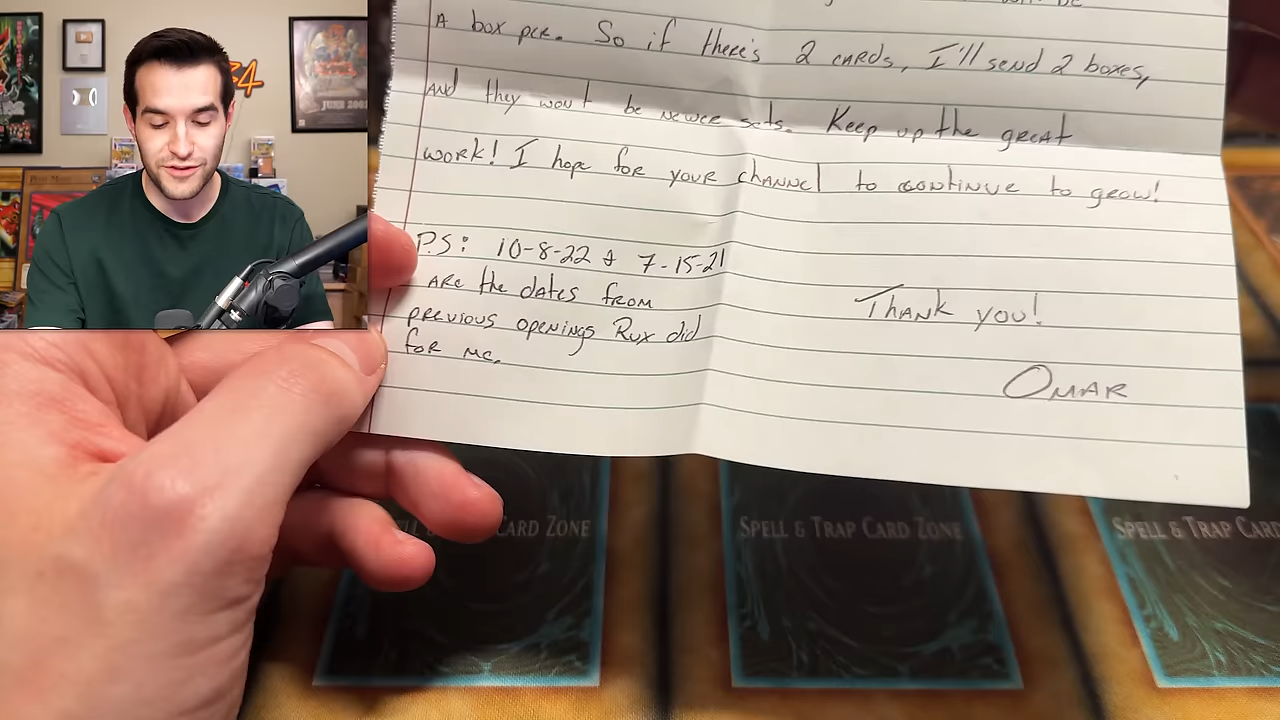 A box per. So if there's 2 cards, I'll send 2 boxes,
And they won't be newer sets. Keep up the great
work! I hope for your channel to continue to grow!
P.S: 10-8-22 & 7-15-21
are the dates from
previous openings Rux did
for me.
Thank you!
Omar
34
JUNE 200
CARD ZONE
SPELL & TRAP CARD ZONE
SPELL & TRAP CARD